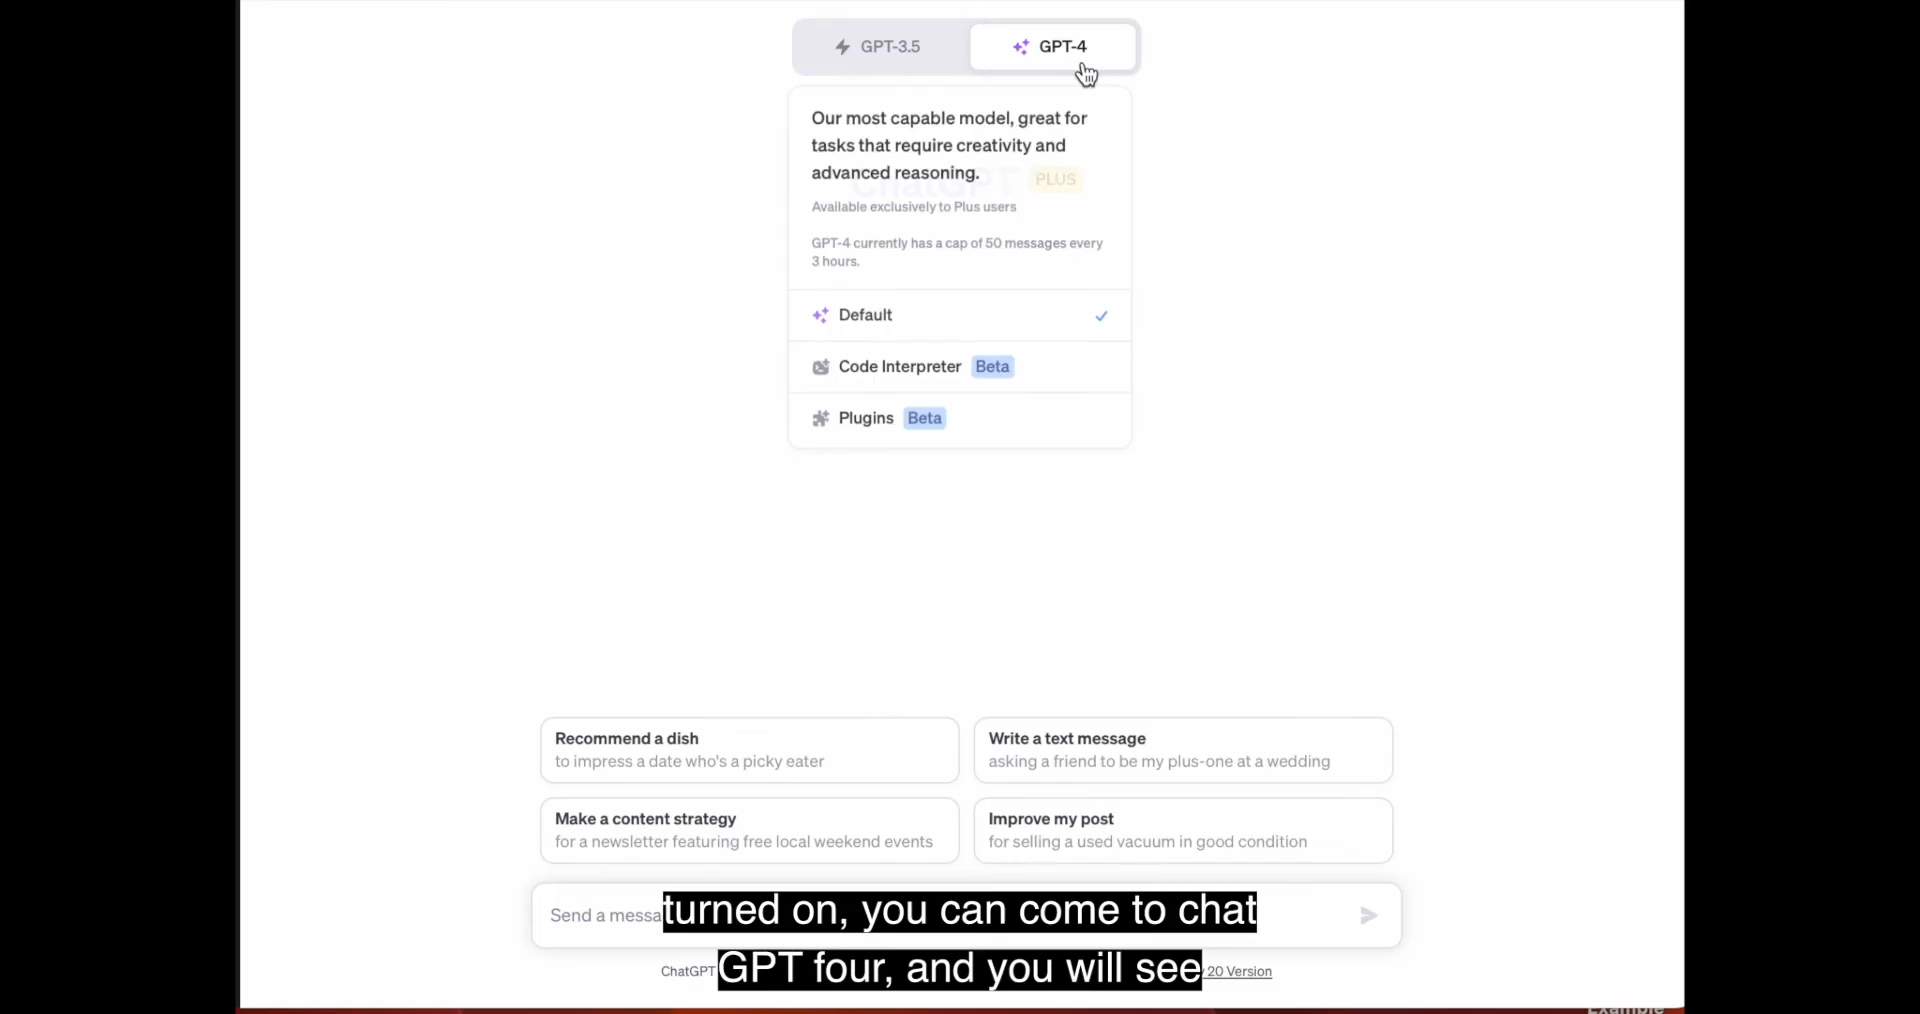 GPT-3.5
GPT-4
Our most capable model, great for
tasks that require creativity and
advanced reasoning.
ChatGPT PLUS
Available exclusively to Plus users
GPT-4 currently has a cap of 50 messages every
3 hours.
Default
Code Interpreter Beta
Plugins Beta
Recommend a dish
to impress a date who's a picky eater
Write a text message
asking a friend to be my plus-one at a wedding
Make a content strategy
for a newsletter featuring free local weekend events
Improve my post
for selling a used vacuum in good condition
Send a messa
turned on, you can come to chat
GPT four, and you will see
ChatGPT
20 Version
Example